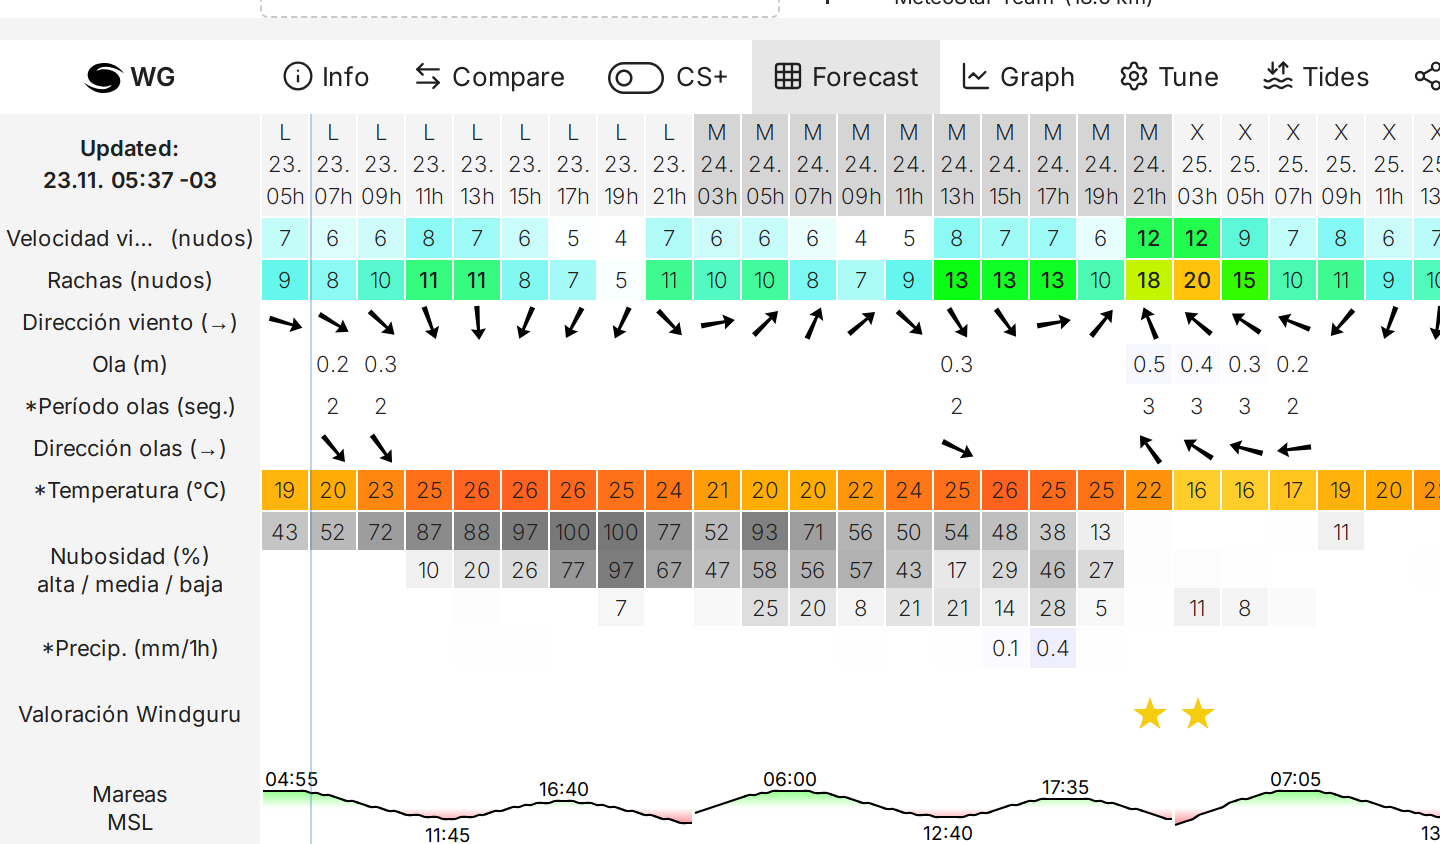 WG Info Compare CS+ Forecast Graph Tune Tides
Updated:
23.11. 05:37 -03
L L L L L L L L L M M M M M M M M M M X X X X X X
23. 23. 23. 23. 23. 23. 23. 23. 23. 24. 24. 24. 24. 24. 24. 24. 24. 24. 24. 25. 25. 25. 25. 25.
05h 07h 09h 11h 13h 15h 17h 19h 21h 03h 05h 07h 09h 11h 13h 15h 17h 19h 21h 03h 05h 07h 09h 11h
Velocidad vi... (nudos) 7 6 6 8 7 6 5 4 7 6 6 6 4 5 8 7 7 6 12 12 9 7 8 6 7
Rachas (nudos) 9 8 10 11 11 8 7 5 11 10 10 8 7 9 13 13 13 10 18 20 15 10 11 9 10
Dirección viento (→)
Ola (m) 0.2 0.3 0.3 0.5 0.4 0.3 0.2
*Período olas (seg.) 2 2 2 3 3 3 2
Dirección olas (→)
*Temperatura (°C) 19 20 23 25 26 26 26 25 24 21 20 20 22 24 25 26 25 25 22 16 16 17 19 20
43 52 72 87 88 97 100 100 77 52 93 71 56 50 54 48 38 13 11
Nubosidad (%)
alta / media / baja
10 20 26 77 97 67 47 58 56 57 43 17 29 46 27
7 25 20 8 21 21 14 28 5 11 8
*Precip. (mm/1h) 0.1 0.4
Valoración Windguru
04:55 16:40 06:00 17:35 07:05
Mareas
MSL
11:45 12:40